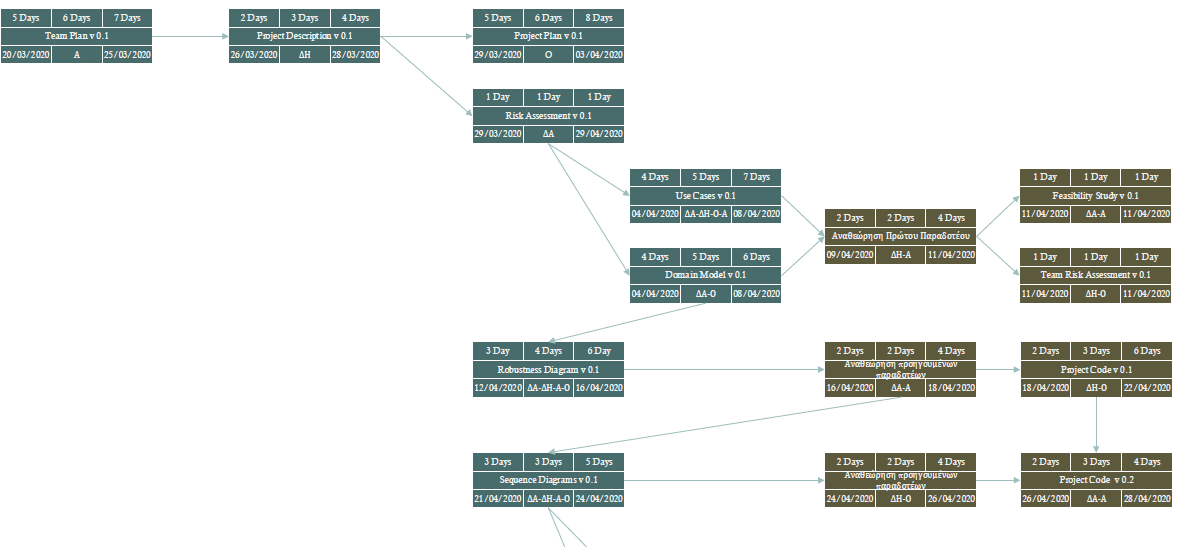 5 Days 6 Days 7 Days
Team Plan v 0.1
20/03/2020 A 25/03/2020
2 Days 3 Days 4 Days
Project Description v 0.1
26/03/2020 ΔΗ 28/03/2020
5 Days 6 Days 8 Days
Project Plan v 0.1
29/03/2020 Ο 03/04/2020
1 Day 1 Day 1 Day
Risk Assessment v 0.1
29/03/2020 ΔΑ 29/04/2020
4 Days 5 Days 7 Days
Use Cases v 0.1
04/04/2020 ΔΑ-ΔΗ-Ο-Α 08/04/2020
4 Days 5 Days 6 Days
Domain Model v 0.1
04/04/2020 ΔΑ-Ο 08/04/2020
2 Days 2 Days 4 Days
Αναθεώρηση Πρώτου Παραδοτέου
09/04/2020 ΔΗ-Α 11/04/2020
1 Day 1 Day 1 Day
Feasibility Study v 0.1
11/04/2020 ΔΑ-Α 11/04/2020
1 Day 1 Day 1 Day
Team Risk Assessment v 0.1
11/04/2020 ΔΗ-Ο 11/04/2020
3 Day 4 Days 6 Day
Robustness Diagram v 0.1
12/04/2020 ΔΑ-ΔΗ-Α-Ο 16/04/2020
2 Days 2 Days 4 Days
Αναθεώρηση προηγουμένων
παραδοτέων
16/04/2020 ΔΑ-Α 18/04/2020
2 Days 3 Days 6 Days
Project Code v 0.1
18/04/2020 ΔΗ-Ο 22/04/2020
3 Days 3 Days 5 Days
Sequence Diagrams v 0.1
21/04/2020 ΔΑ-ΔΗ-Α-Ο 24/04/2020
2 Days 2 Days 4 Days
Αναθεώρηση προηγουμένων
παραδοτέων
24/04/2020 ΔΗ-Ο 26/04/2020
2 Days 3 Days 4 Days
Project Code v 0.2
26/04/2020 ΔΑ-Α 28/04/2020